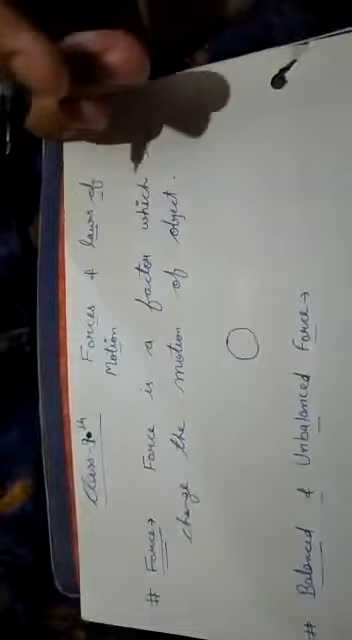 Class-9th
Forces & laws of
Motion
# Force→ Force is a factor which
change the motion of object.
# Balanced & Unbalanced Force→